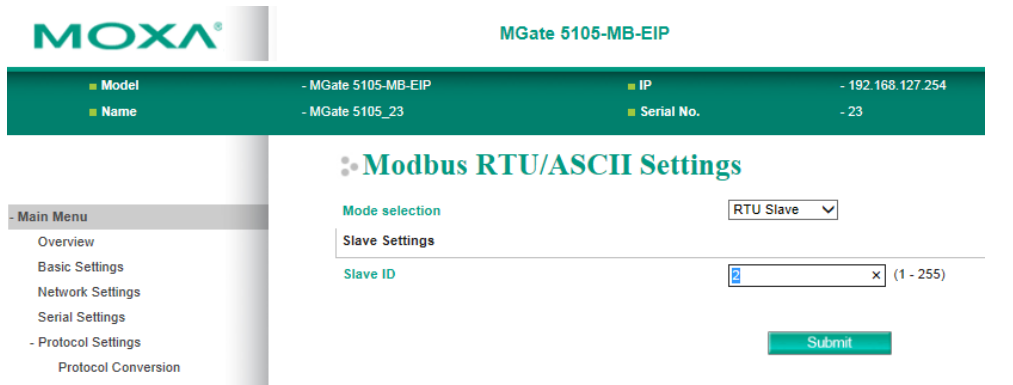 MOXA®
MGate 5105-MB-EIP
Model - MGate 5105-MB-EIP IP - 192.168.127.254
Name - MGate 5105_23 Serial No. - 23
Modbus RTU/ASCII Settings
Mode selection RTU Slave
Slave Settings
Slave ID 2 × (1 - 255)
Submit
- Main Menu
Overview
Basic Settings
Network Settings
Serial Settings
- Protocol Settings
Protocol Conversion